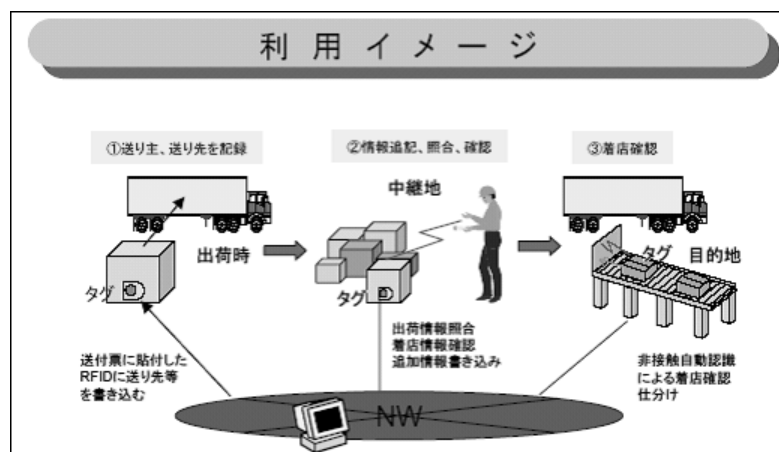 利用イメージ
①送り主、送り先を記録
②情報追記、照合、確認
③着店確認
中継地
出荷時
タグ
タグ
タグ
目的地
送付票に貼付した
RFIDに送り先等
を書き込む
出荷情報照合
着店情報確認
追加情報書き込み
非接触自動認識
による着店確認
仕分け
NW